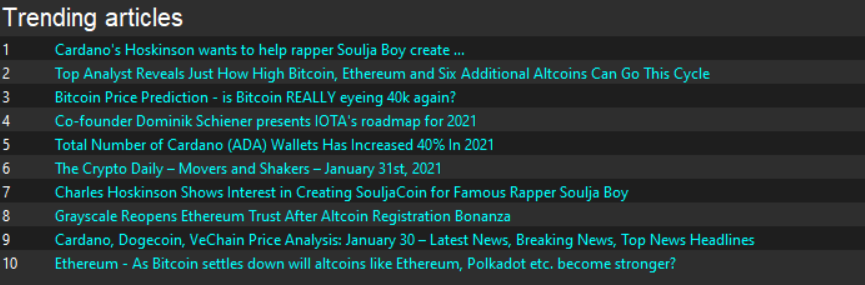 Trending articles
1 Cardano's Hoskinson wants to help rapper Soulja Boy create ...
2 Top Analyst Reveals Just How High Bitcoin, Ethereum and Six Additional Altcoins Can Go This Cycle
3 Bitcoin Price Prediction - is Bitcoin REALLY eyeing 40k again?
4 Co-founder Dominik Schiener presents IOTA's roadmap for 2021
5 Total Number of Cardano (ADA) Wallets Has Increased 40% In 2021
6 The Crypto Daily – Movers and Shakers – January 31st, 2021
7 Charles Hoskinson Shows Interest in Creating SouljaCoin for Famous Rapper Soulja Boy
8 Grayscale Reopens Ethereum Trust After Altcoin Registration Bonanza
9 Cardano, Dogecoin, VeChain Price Analysis: January 30 – Latest News, Breaking News, Top News Headlines
10 Ethereum - As Bitcoin settles down will altcoins like Ethereum, Polkadot etc. become stronger?